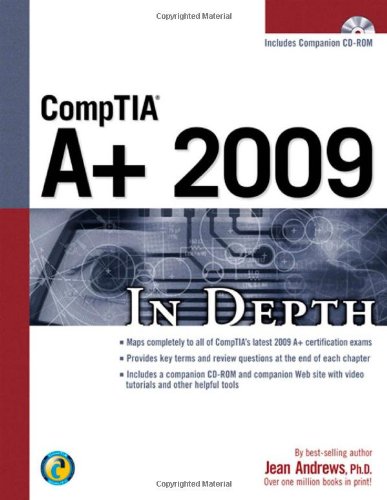 Copyrighted Material
Includes Companion CD-ROM
CompTIA®
A+ 2009
IN DEPTH
▪ Maps completely to all of CompTIA's latest 2009 A+ certification exams
▪ Provides key terms and review questions at the end of each chapter
▪ Includes a companion CD-ROM and companion Web site with video
tutorials and other helpful tools
By best-selling author
Jean Andrews, Ph.D.
Over one million books in print!
Copyrighted Material